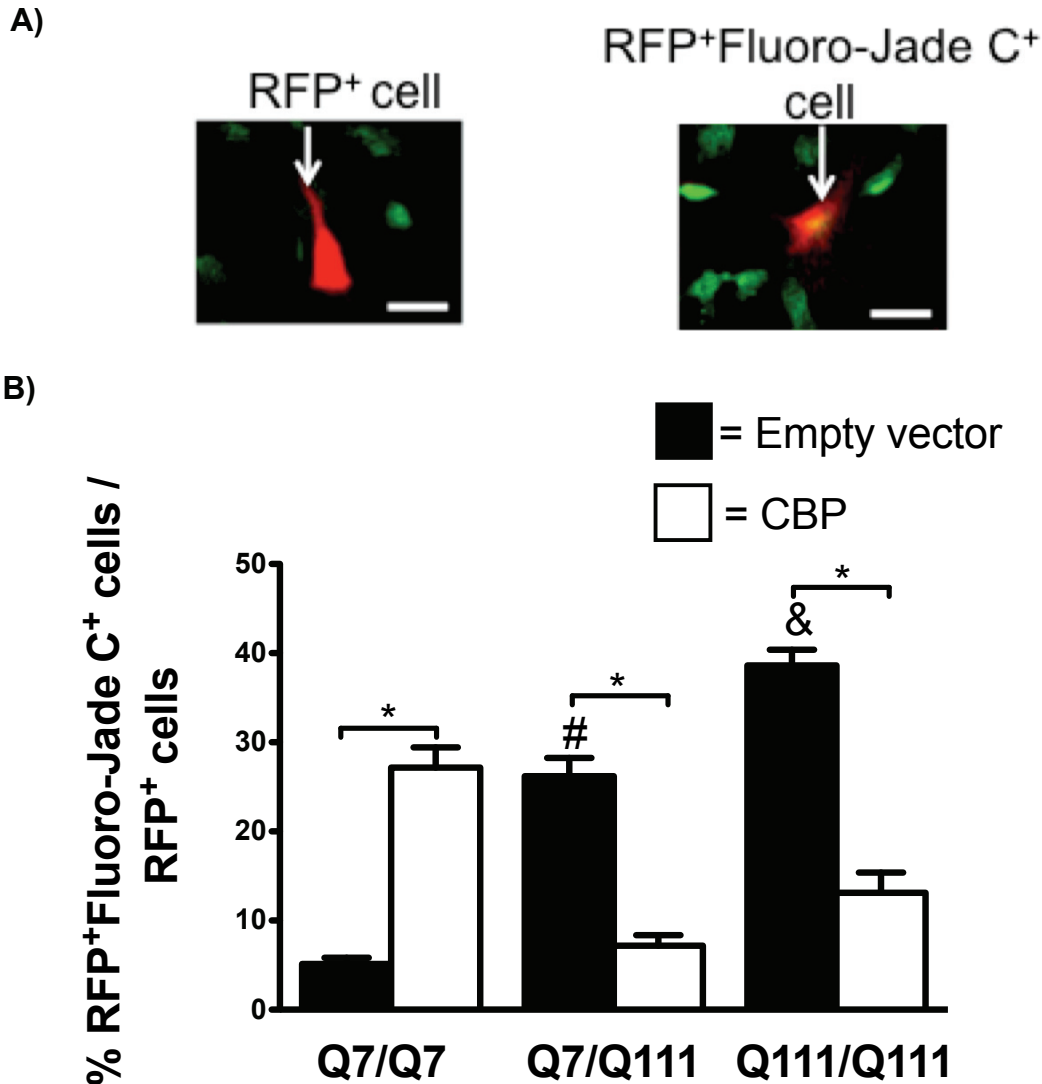 A)
RFP+ cell
RFP+Fluoro-Jade C+
cell
B)
= Empty vector
= CBP
% RFP+Fluoro-Jade C+ cells /
RFP+ cells
50
40
30
20
10
0
*
#
*
&
*
Q7/Q7
Q7/Q111
Q111/Q111